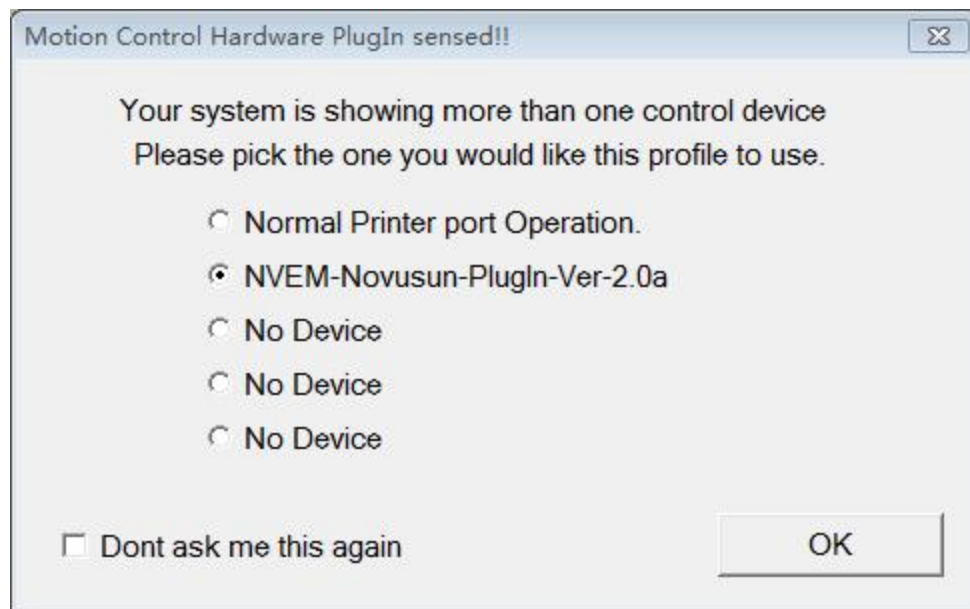 Motion Control Hardware PlugIn sensed!!
Your system is showing more than one control device
Please pick the one you would like this profile to use.
Normal Printer port Operation.
NVEM-Novusun-PlugIn-Ver-2.0a
No Device
No Device
No Device
Dont ask me this again
OK